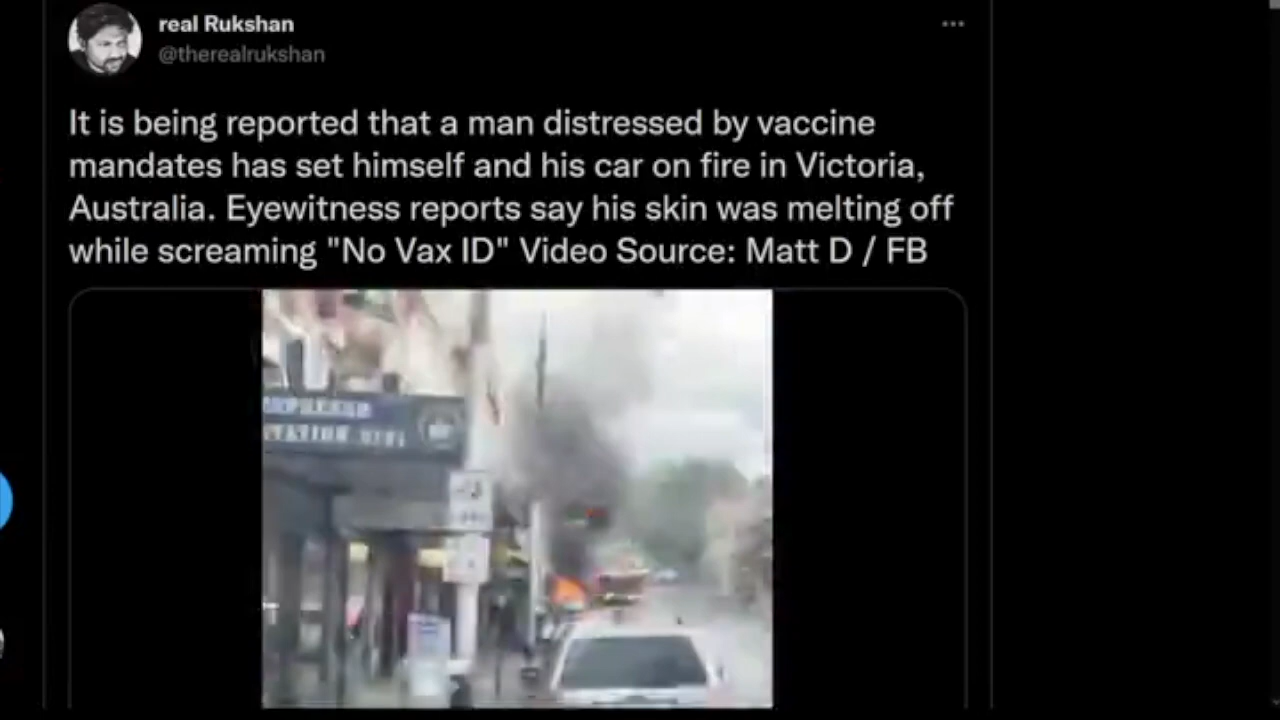 real Rukshan
@therealrukshan
It is being reported that a man distressed by vaccine
mandates has set himself and his car on fire in Victoria,
Australia. Eyewitness reports say his skin was melting off
while screaming "No Vax ID" Video Source: Matt D / FB